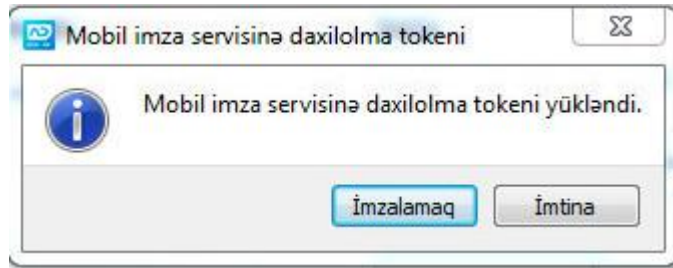 Mobil imza servisinə daxilolma tokeni
Mobil imza servisinə daxilolma tokeni yükləndi.
İmzalamaq
İmtina